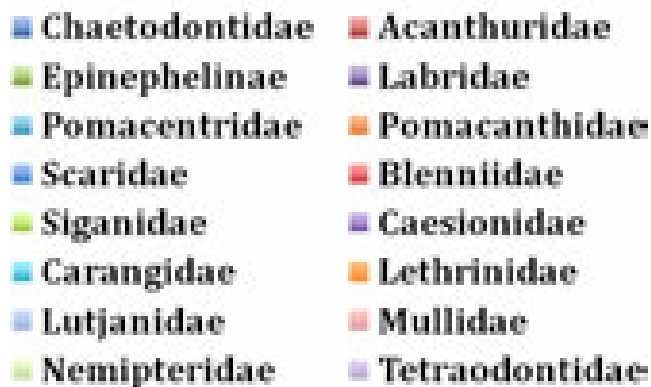 Chaetodontidae Acanthuridae
Epinephelinae Labridae
Pomacentridae Pomacanthidae
Scaridae Blenniidae
Siganidae Caesionidae
Carangidae Lethrinidae
Lutjanidae Mullidae
Nemipteridae Tetraodontidae